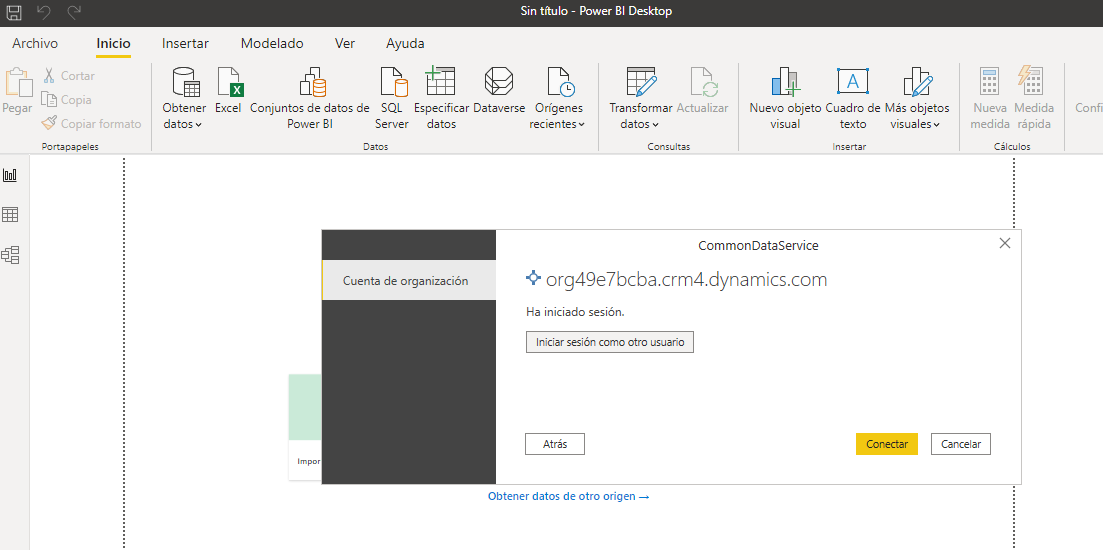 Sin título - Power BI Desktop
Archivo Inicio Insertar Modelado Ver Ayuda
Pegar
Cortar
Copia
Copiar formato
Portapapeles
Obtener datos
Excel
Conjuntos de datos de Power BI
SQL Server
Especificar datos
Dataverse
Orígenes recientes
Datos
Transformar datos
Actualizar
Consultas
Nuevo objeto visual
Cuadro de texto
Más objetos visuales
Insertar
Nueva medida
Medida rápida
Cálculos
Confi
CommonDataService
Cuenta de organización
org49e7bcba.crm4.dynamics.com
Ha iniciado sesión.
Iniciar sesión como otro usuario
Impor
Atrás
Conectar
Cancelar
Obtener datos de otro origen →